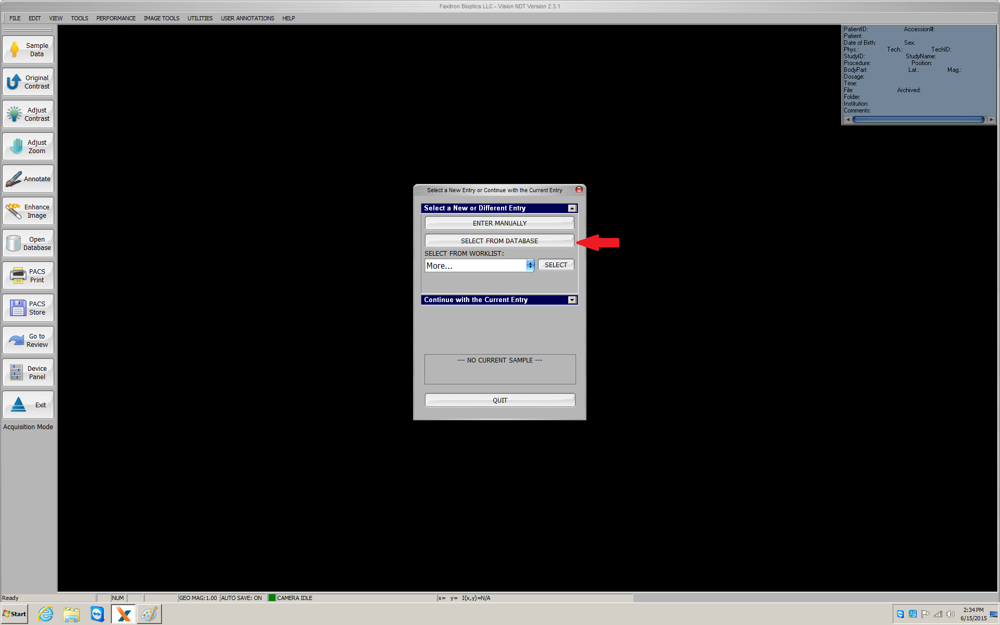 Faxitron Bioptics LLC - Vision NDT Version 2.3.1
FILE EDIT VIEW TOOLS PERFORMANCE IMAGE TOOLS UTILITIES USER ANNOTATIONS HELP
Sample
Data
Original
Contrast
Adjust
Contrast
Adjust
Zoom
Annotate
Enhance
Image
Open
Database
PACS
Print
PACS
Store
Go to
Review
Device
Panel
Exit
Acquisition Mode
PatientID: Accession#:
Patient:
Date of Birth: Sex:
Phys.: Tech.: TechID:
StudyID: StudyName:
Procedure: Position:
BodyPart: Lat.: Mag.:
Dosage:
Time:
File: Archived:
Folder:
Institution:
Comments:
Select a New Entry or Continue with the Current Entry
Select a New or Different Entry
ENTER MANUALLY
SELECT FROM DATABASE
SELECT FROM WORKLIST:
More... SELECT
Continue with the Current Entry
--- NO CURRENT SAMPLE ---
QUIT
Ready NUM GEO MAG:1.00 AUTO SAVE: ON CAMERA IDLE x= y= I(x,y)=N/A
Start
2:34 PM
6/15/2015